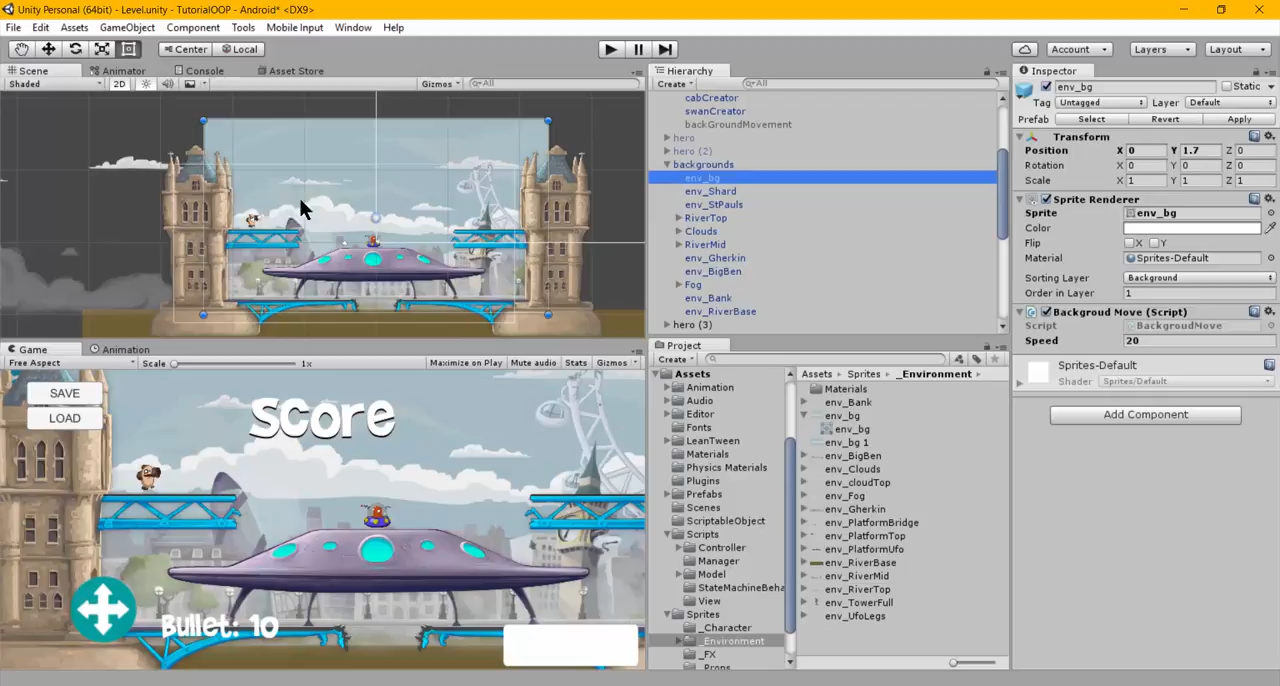 Unity Personal (64bit) - Level.unity - TutorialOOP - Android* <DX9>
File Edit Assets GameObject Component Tools Mobile Input Window Help
Center Local Account Layers Layout
Scene Animator Console Asset Store
Shaded 2D Gizmos All
Hierarchy
Create All
cabCreator
swanCreator
backGroundMovement
hero
hero (2)
backgrounds
env_bg
env_Shard
env_StPauls
RiverTop
Clouds
RiverMid
env_Gherkin
env_BigBen
Fog
env_Bank
env_RiverBase
hero (3)
Inspector
env_bg Static
Tag Untagged Layer Default
Prefab Select Revert Apply
Transform
Position X 0 Y 1.7 Z 0
Rotation X 0 Y 0 Z 0
Scale X 1 Y 1 Z 1
Sprite Renderer
Sprite env_bg
Color
Flip X Y
Material Sprites-Default
Sorting Layer Background
Order in Layer 1
Backgroud Move (Script)
Script BackgroudMove
Speed 20
Sprites-Default
Shader Sprites/Default
Add Component
Game Animation
Free Aspect Scale 1x Maximize on Play Mute audio Stats Gizmos
SAVE
LOAD
Score
Bullet: 10
Project
Create
Assets
Animation
Audio
Editor
Fonts
LeanTween
Materials
Physics Materials
Plugins
Prefabs
Scenes
ScriptableObject
Scripts
Controller
Manager
Model
StateMachineBeha
View
Sprites
_Character
_Environment
_FX
_Props
Assets Sprites _Environment
Materials
env_Bank
env_bg
env_bg
env_bg 1
env_BigBen
env_Clouds
env_cloudTop
env_Fog
env_Gherkin
env_PlatformBridge
env_PlatformTop
env_PlatformUfo
env_RiverBase
env_RiverMid
env_RiverTop
env_TowerFull
env_UfoLegs